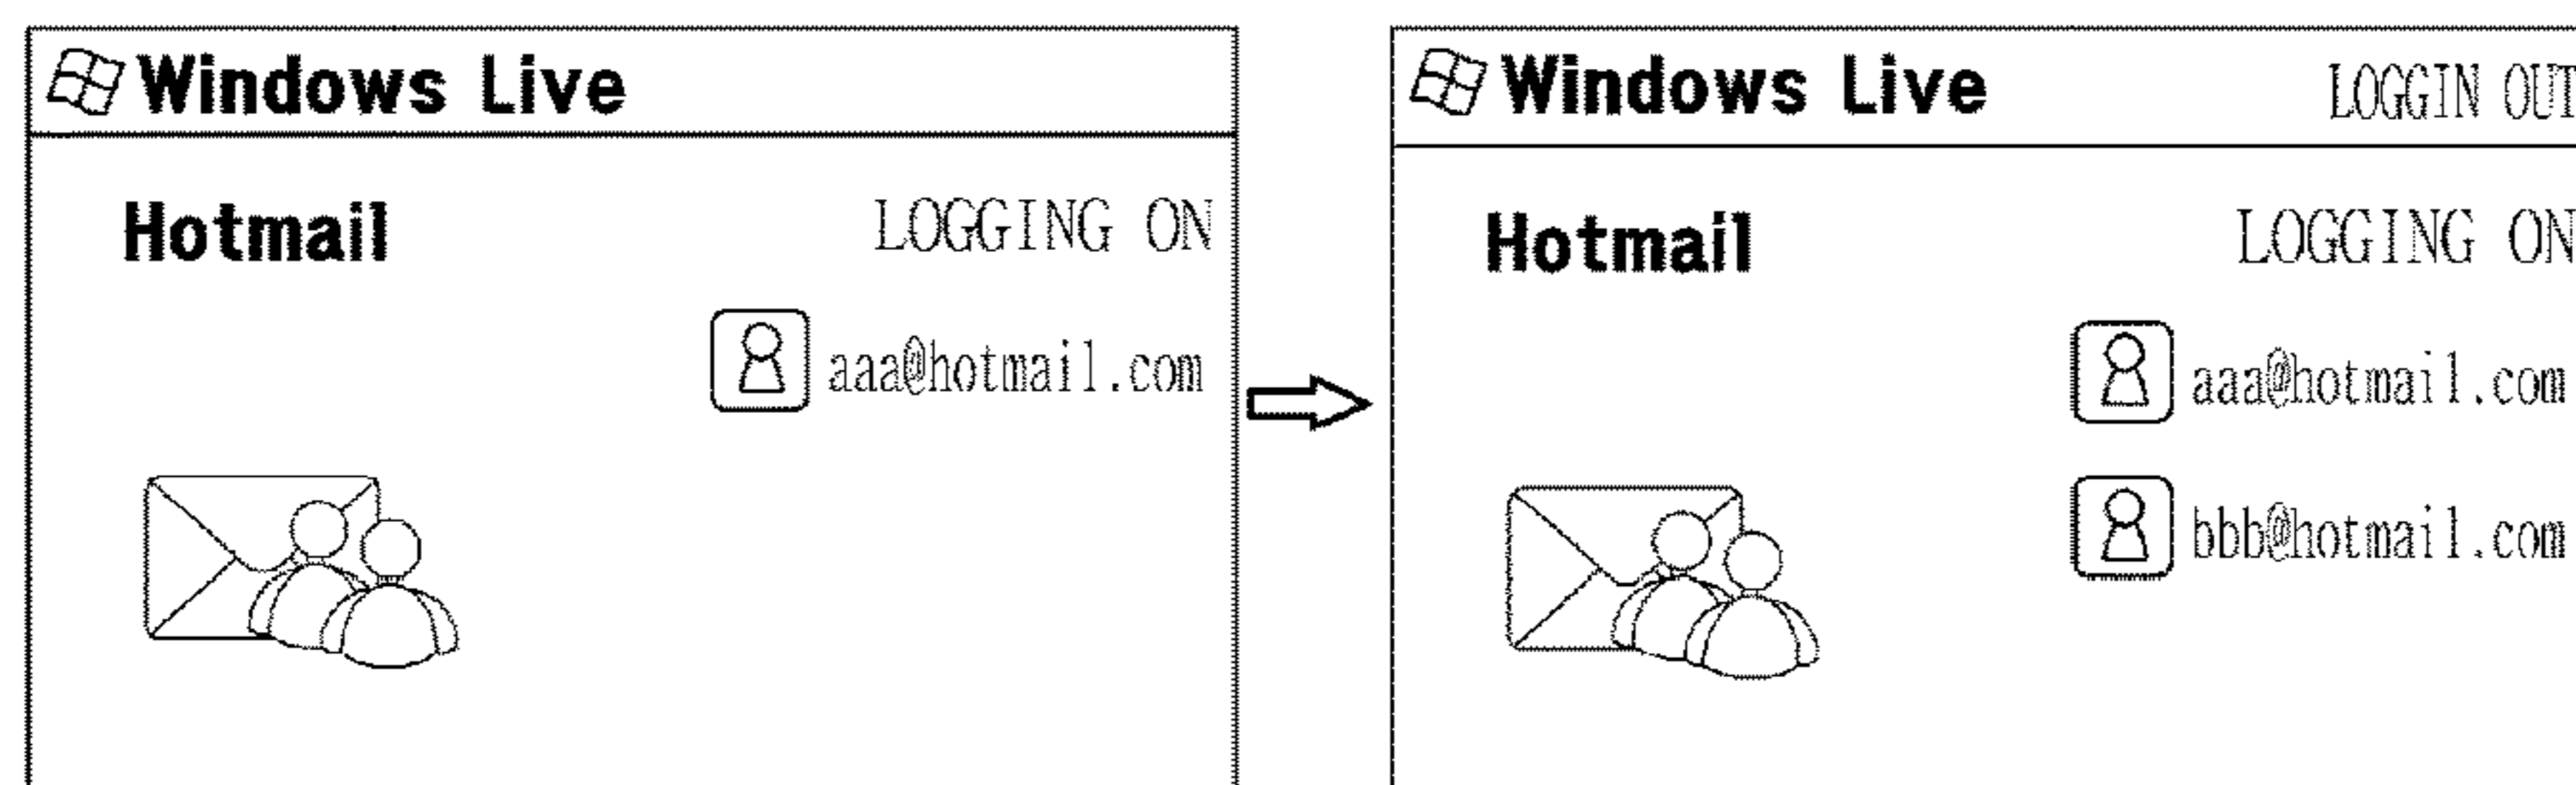 Windows Live
Hotmail
LOGGING ON
aaa@hotmail.com
Windows Live
LOGGIN OUT
Hotmail
LOGGING ON
aaa@hotmail.com
bbb@hotmail.com